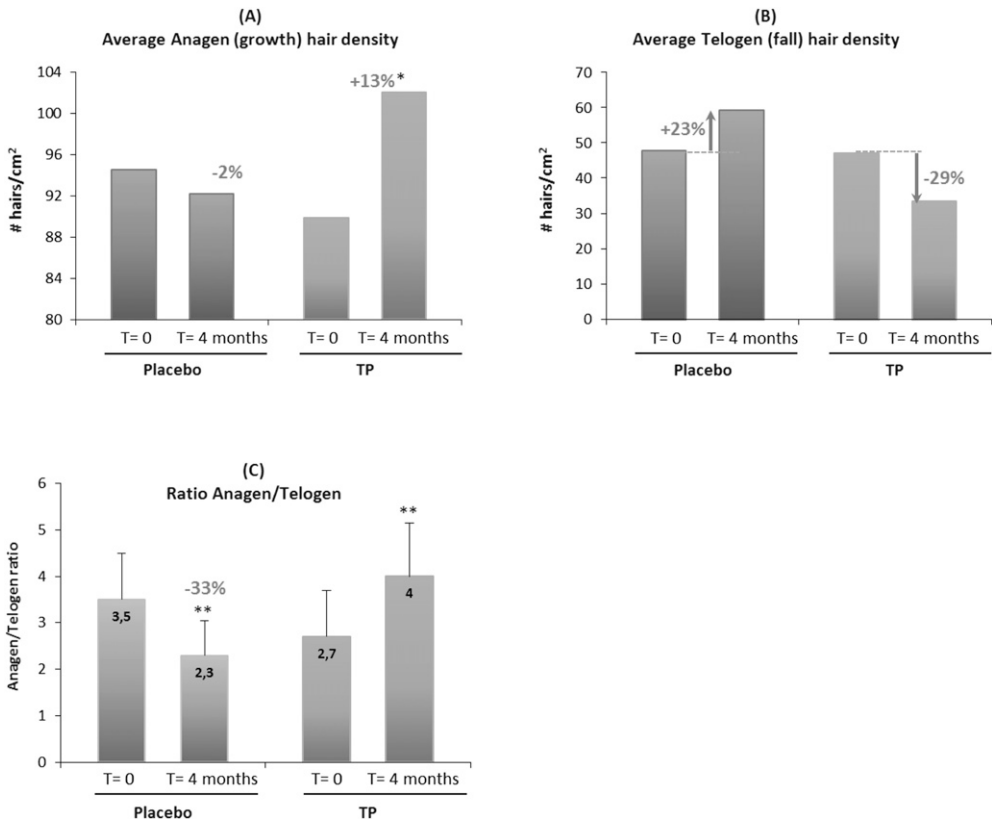 (A)
Average Anagen (growth) hair density
# hairs/cm²
104
100
96
92
88
84
80
-2%
+13%*
T= 0 T= 4 months T= 0 T= 4 months
Placebo TP
(B)
Average Telogen (fall) hair density
# hairs/cm²
70
60
50
40
30
20
10
0
+23%
-29%
T= 0 T= 4 months T= 0 T= 4 months
Placebo TP
(C)
Ratio Anagen/Telogen
Anagen/Telogen ratio
6
5
4
3
2
1
0
-33%
**
**
3,5
2,3
2,7
4
T= 0 T= 4 months T= 0 T= 4 months
Placebo TP